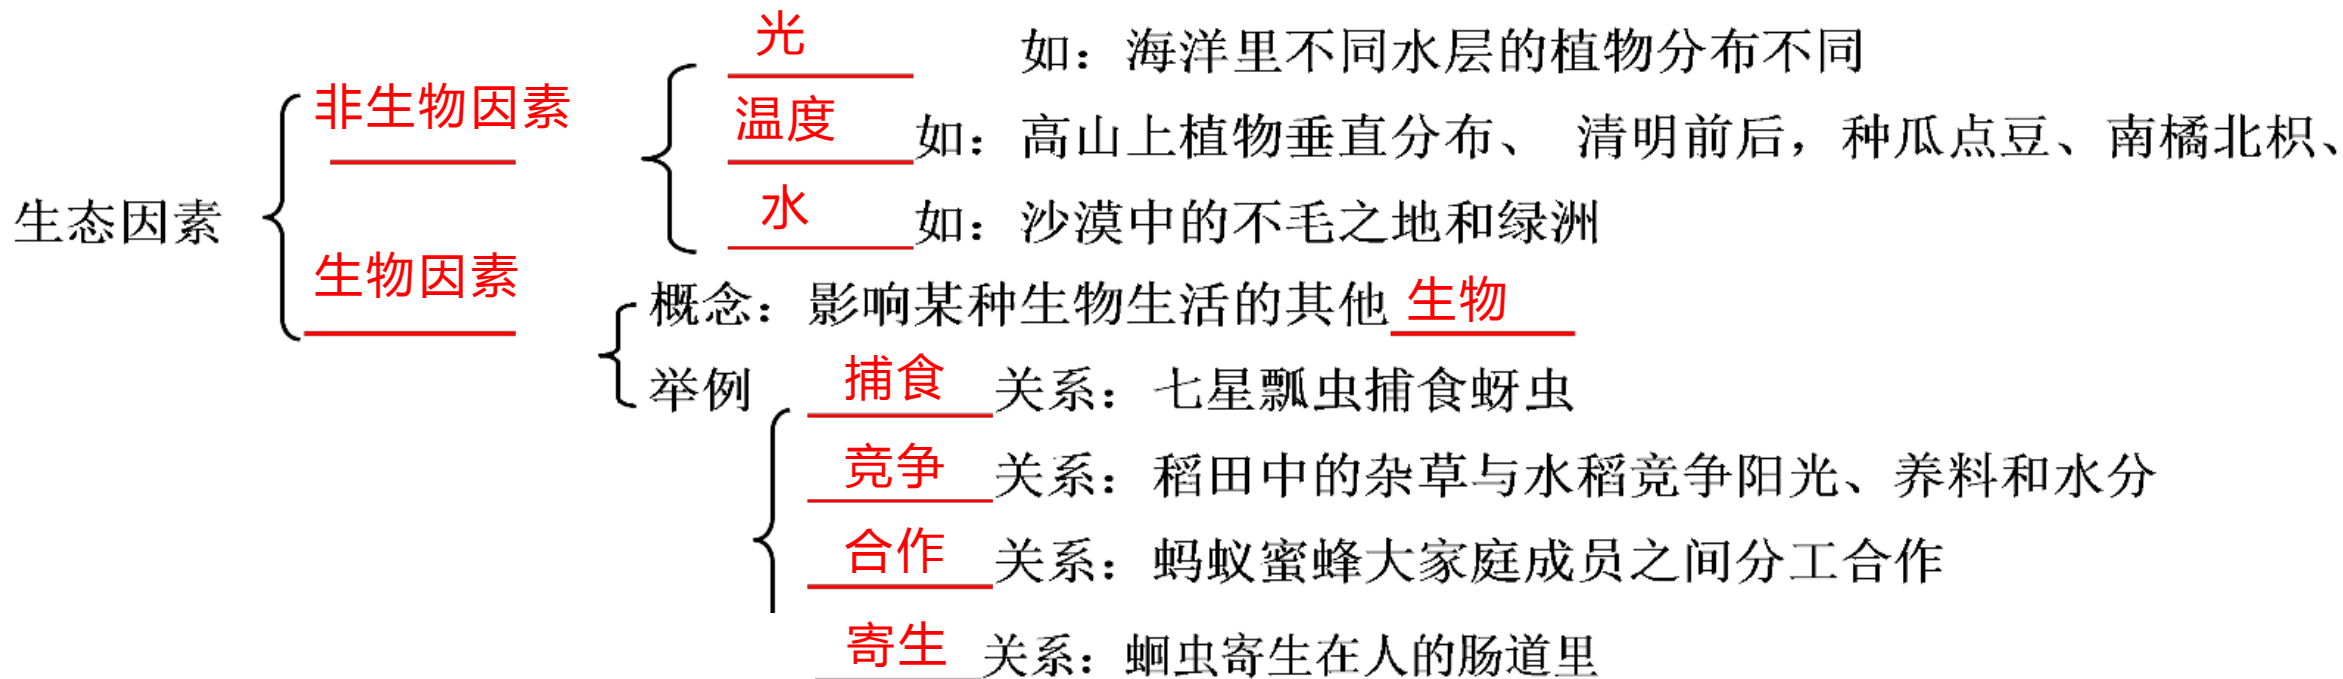 光 如：海洋里不同水层的植物分布不同
非生物因素 温度 如：高山上植物垂直分布、 清明前后，种瓜点豆、南橘北枳、
生态因素 水 如：沙漠中的不毛之地和绿洲
生物因素 概念：影响某种生物生活的其他 生物
举例 捕食 关系：七星瓢虫捕食蚜虫
竞争 关系：稻田中的杂草与水稻竞争阳光、养料和水分
合作 关系：蚂蚁蜜蜂大家庭成员之间分工合作
寄生 关系：蛔虫寄生在人的肠道里